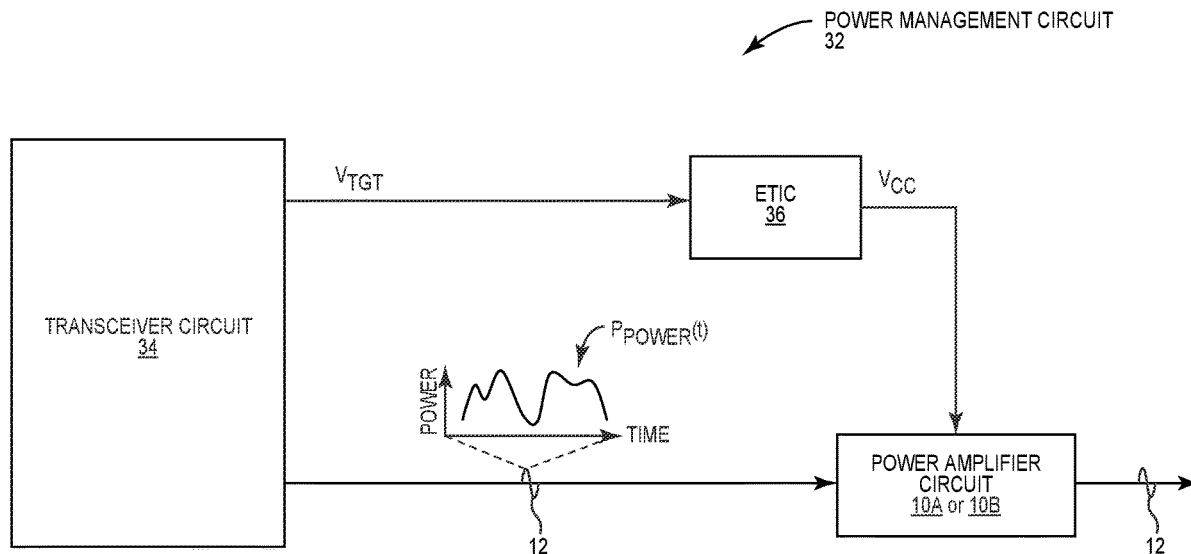 POWER MANAGEMENT CIRCUIT
32
VTGT
ETIC
36
VCC
TRANSCEIVER CIRCUIT
34
PPOWER(t)
POWER
TIME
POWER AMPLIFIER
CIRCUIT
10A or 10B
12
12